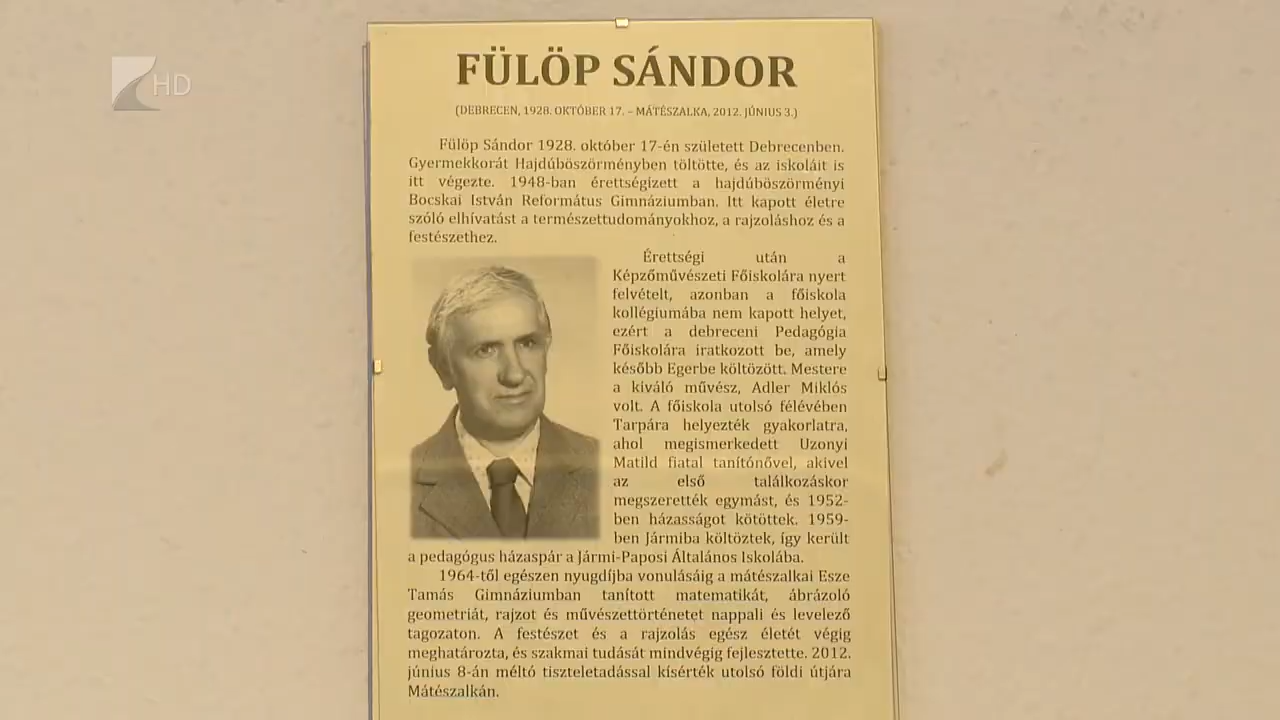 HD
FÜLÖP SÁNDOR
(DEBRECEN, 1928. OKTÓBER 17. – MÁTÉSZALKA, 2012. JÚNIUS 3.)
Fülöp Sándor 1928. október 17-én született Debrecenben.
Gyermekkorát Hajdúböszörményben töltötte, és az iskoláit is
itt végezte. 1948-ban érettségizett a hajdúböszörményi
Bocskai István Református Gimnáziumban. Itt kapott életre
szóló elhívatást a természettudományokhoz, a rajzoláshoz és a
festészethez.
Érettségi után a
Képzőművészeti Főiskolára nyert
felvételt, azonban a főiskola
kollégiumába nem kapott helyet,
ezért a debreceni Pedagógia
Főiskolára íratkozott be, amely
később Egerbe költözött. Mestere
a kiváló művész, Adler Miklós
volt. A főiskola utolsó félévében
Tarpára helyezték gyakorlatra,
ahol megismerkedett Uzonyi
Matild fiatal tanítónővel, akivel
az első találkozáskor
megszerették egymást, és 1952-
ben házasságot kötöttek. 1959-
ben Jármiba költöztek, így került
a pedagógus házaspár a Jármi-Paposi Általános Iskolába.
1964-től egészen nyugdíjba vonulásáig a mátészalkai Esze
Tamás Gimnáziumban tanított matematikát, ábrázoló
geometriát, rajzot és művészettörténetet nappali és levelező
tagozaton. A festészet és a rajzolás egész életét végig
meghatározta, és szakmai tudását mindvégig fejlesztette. 2012.
június 8-án méltó tiszteletadással kísérték utolsó földi útjára
Mátészalkán.